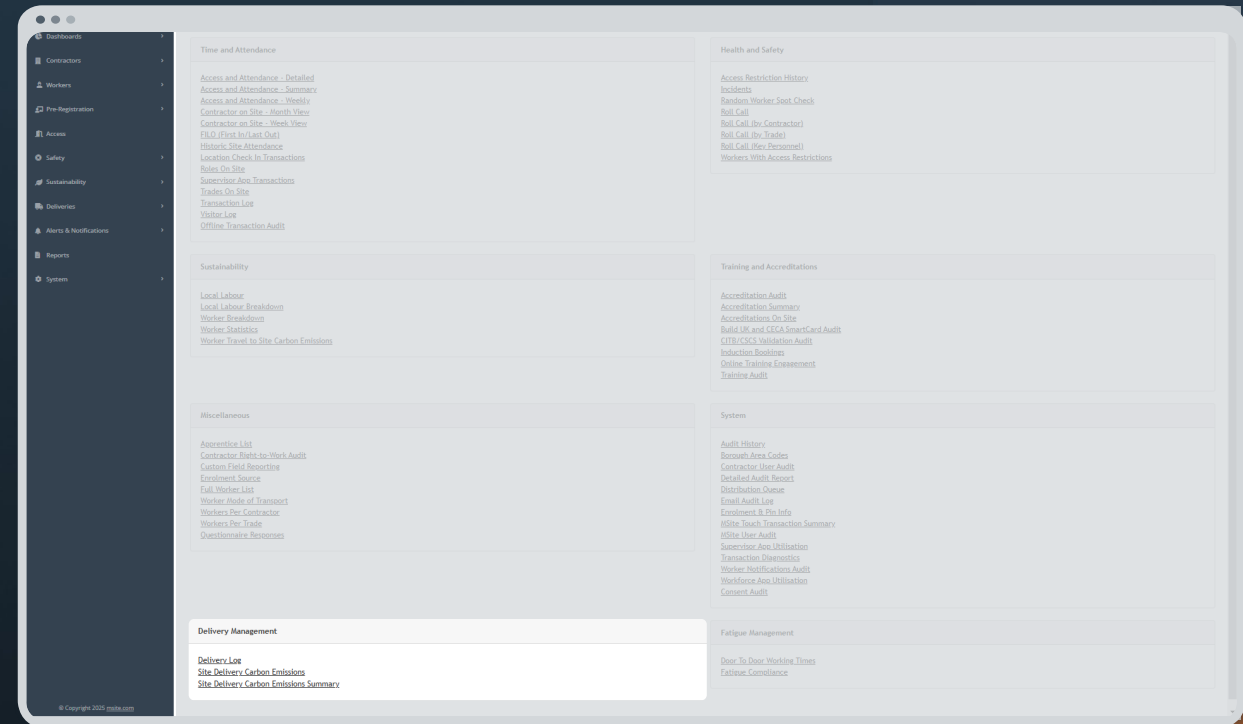 Dashboards
Contractors
Workers
Pre-Registration
Access
Safety
Sustainability
Deliveries
Alerts & Notifications
Reports
System
© Copyright 2025 msite.com
Time and Attendance
Access and Attendance - Detailed
Access and Attendance - Summary
Access and Attendance - Weekly
Contractor on Site - Month View
Contractor on Site - Week View
FILO (First In/Last Out)
Historic Site Attendance
Location Check In Transactions
Roles On Site
Supervisor App Transactions
Trades On Site
Transaction Log
Visitor Log
Offline Transaction Audit
Health and Safety
Access Restriction History
Incidents
Random Worker Spot Check
Roll Call
Roll Call (by Contractor)
Roll Call (by Trade)
Roll Call (Key Personnel)
Workers With Access Restrictions
Sustainability
Local Labour
Local Labour Breakdown
Worker Breakdown
Worker Statistics
Worker Travel to Site Carbon Emissions
Training and Accreditations
Accreditation Audit
Accreditation Summary
Accreditations On Site
Build UK and CECA SmartCard Audit
CITB/CSCS Validation Audit
Induction Bookings
Online Training Engagement
Training Audit
Miscellaneous
Apprentice List
Contractor Right-to-Work Audit
Custom Field Reporting
Enrolment Source
Full Worker List
Worker Mode of Transport
Workers Per Contractor
Workers Per Trade
Questionnaire Responses
System
Audit History
Borough Area Codes
Contractor User Audit
Detailed Audit Report
Distribution Queue
Email Audit Log
Enrolment & Pin Info
MSite Touch Transaction Summary
MSite User Audit
Supervisor App Utilisation
Transaction Diagnostics
Worker Notifications Audit
Workforce App Utilisation
Consent Audit
Delivery Management
Delivery Log
Site Delivery Carbon Emissions
Site Delivery Carbon Emissions Summary
Fatigue Management
Door To Door Working Times
Fatigue Compliance